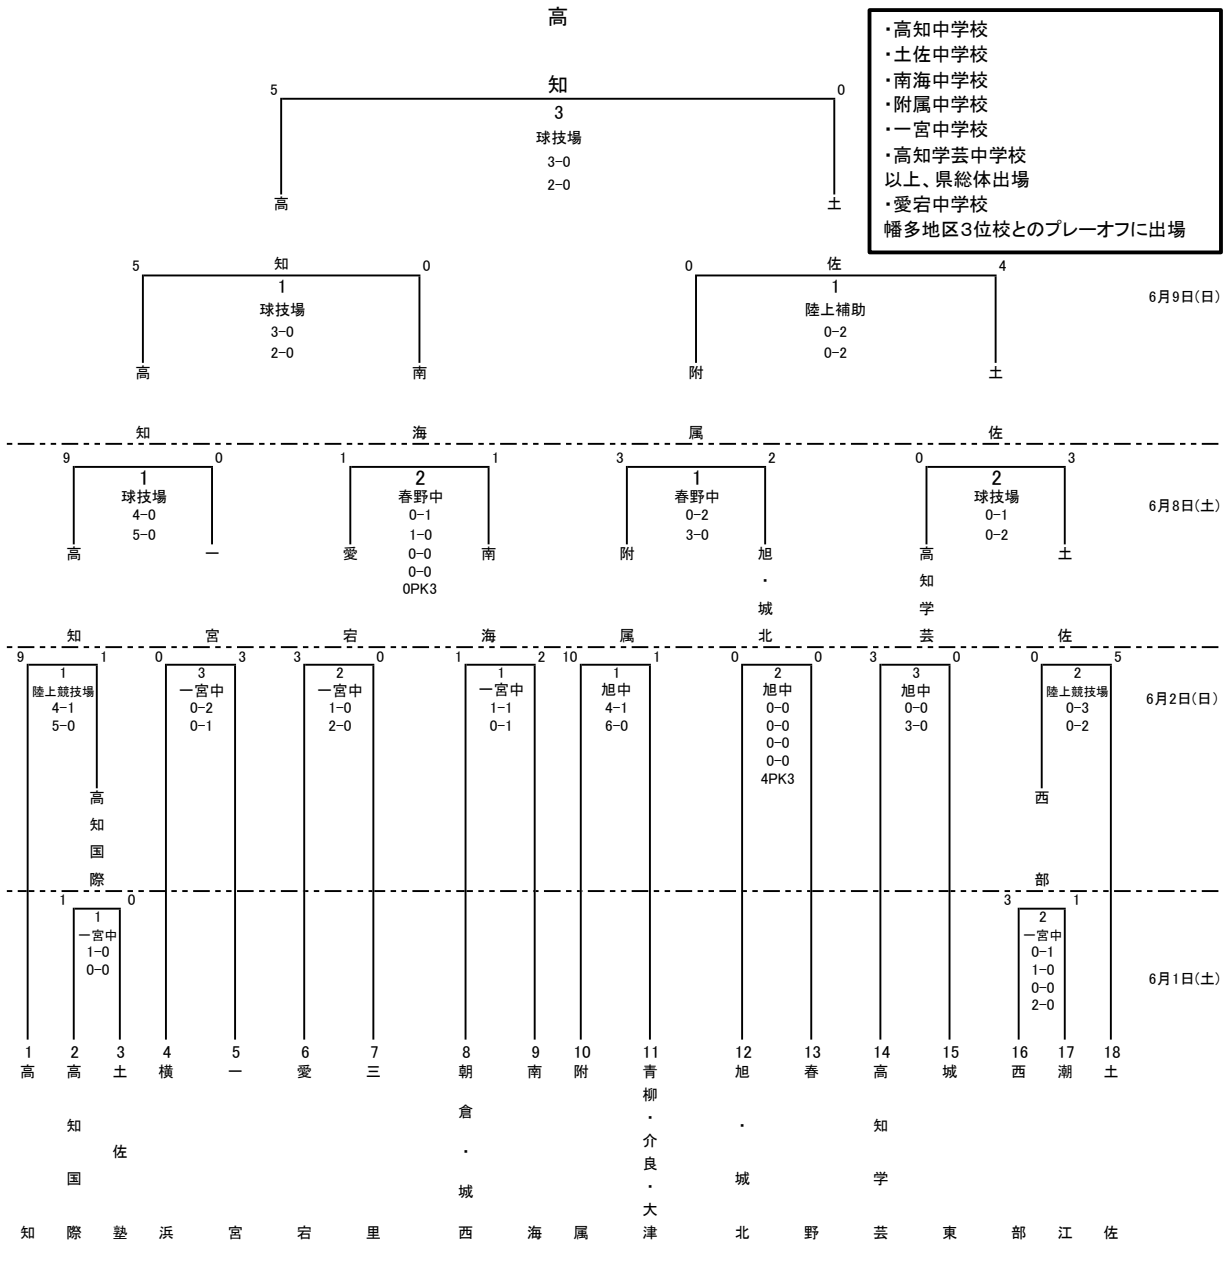 高知
・高知中学校
・土佐中学校
・南海中学校
・附属中学校
・一宮中学校
・高知学芸中学校
以上、県総体出場
・愛宕中学校
幡多地区3位校とのプレーオフに出場
5 0
3
球技場
3-0
2-0
高知 土佐
5 0 0 4
1 1
6月9日(日)
球技場 陸上補助
3-0 0-2
2-0 0-2
高知 南海 附属 土佐
9 0 1 1 3 2 0 3
1 2 1 2
球技場 春野中 春野中 球技場
6月8日(土)
4-0 0-1 0-2 0-1
5-0 1-0 3-0 0-2
0-0
0-0
0PK3
高知 一宮 愛宕 南海 附属 旭・城北 高知学芸 土佐
9 1 0 3 3 0 1 2 10 1 0 0 3 0 0 5
1 3 2 1 1 2 3 2
陸上競技場 一宮中 一宮中 一宮中 旭中 旭中 旭中 陸上競技場
6月2日(日)
4-1 0-2 1-0 1-1 4-1 0-0 0-0 0-3
5-0 0-1 2-0 0-1 6-0 0-0 3-0 0-2
0-0
0-0
4PK3
高知国際 西部
1 0 3 1
1 2
一宮中 一宮中
1-0 0-1
0-0 1-0
0-0
2-0
6月1日(土)
1 2 3 4 5 6 7 8 9 10 11 12 13 14 15 16 17 18
高知
高知国際
土佐塾
横浜
一宮
愛宕
三里
朝倉・城西
南海
附属
青柳・介良・大津
旭・城北
春野
高知学芸
城東
西部
潮江
土佐